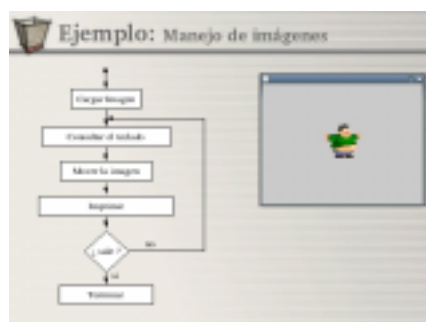 Ejemplo: Manejo de imágenes
Cargar Imagen
Consultar el teclado
Mover la imagen
Imprimir
¿ salir ?
no
si
Terminar